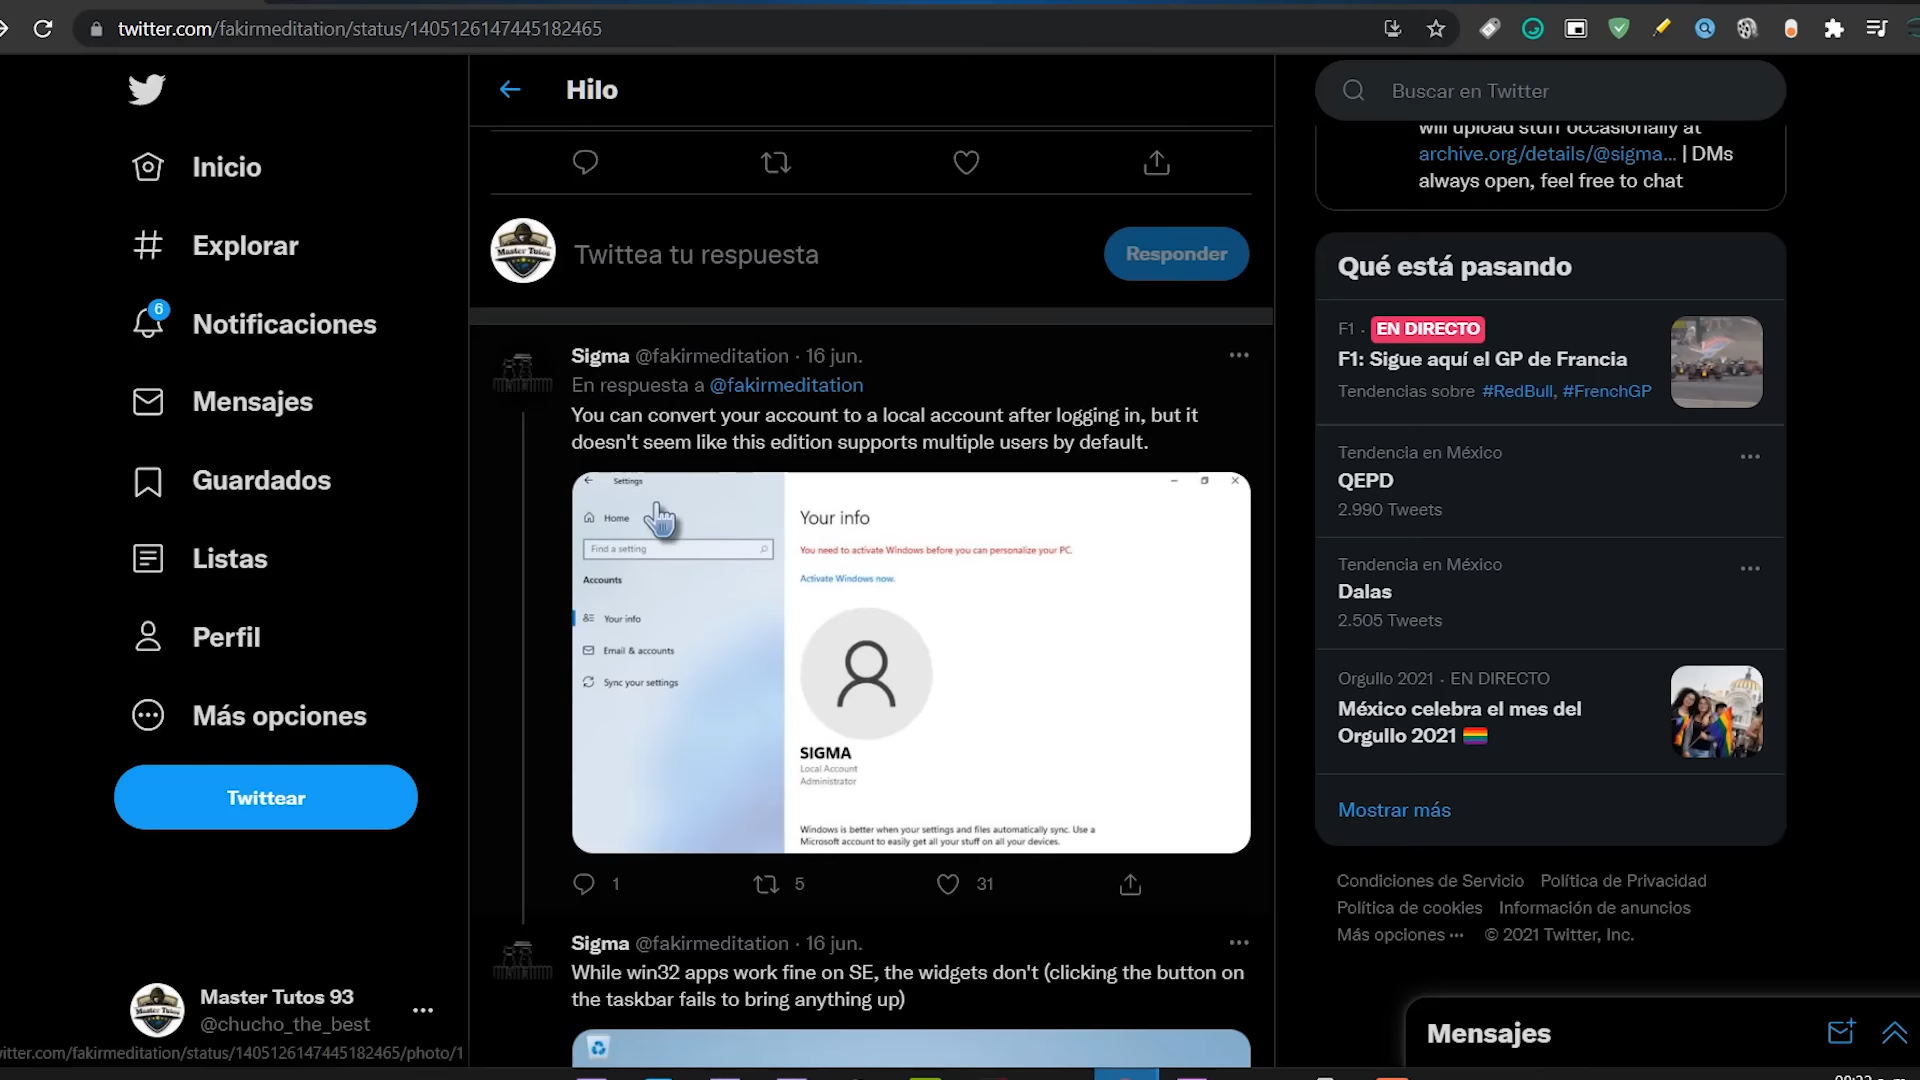 twitter.com/fakirmeditation/status/1405126147445182465
Hilo
Buscar en Twitter
will upload stuff occasionally at
archive.org/details/@sigma... | DMs
always open, feel free to chat
Inicio
Explorar
6
Notificaciones
Mensajes
Guardados
Listas
Perfil
Más opciones
Twittear
Master Tutos 93
@chucho_the_best
Master Tutos
Twittea tu respuesta
Responder
Sigma @fakirmeditation · 16 jun.
En respuesta a @fakirmeditation
You can convert your account to a local account after logging in, but it
doesn't seem like this edition supports multiple users by default.
Settings
Home
Find a setting
Accounts
Your info
Email & accounts
Sync your settings
Your info
You need to activate Windows before you can personalize your PC.
Activate Windows now.
SIGMA
Local Account
Administrator
Windows is better when your settings and files automatically sync. Use a
Microsoft account to easily get all your stuff on all your devices.
1
5
31
Sigma @fakirmeditation · 16 jun.
While win32 apps work fine on SE, the widgets don't (clicking the button on
the taskbar fails to bring anything up)
Qué está pasando
F1 · EN DIRECTO
F1: Sigue aquí el GP de Francia
Tendencias sobre #RedBull, #FrenchGP
Tendencia en México
QEPD
2.990 Tweets
Tendencia en México
Dalas
2.505 Tweets
Orgullo 2021 · EN DIRECTO
México celebra el mes del
Orgullo 2021
Mostrar más
Condiciones de Servicio Política de Privacidad
Política de cookies Información de anuncios
Más opciones ··· © 2021 Twitter, Inc.
Mensajes
itter.com/fakirmeditation/status/1405126147445182465/photo/1